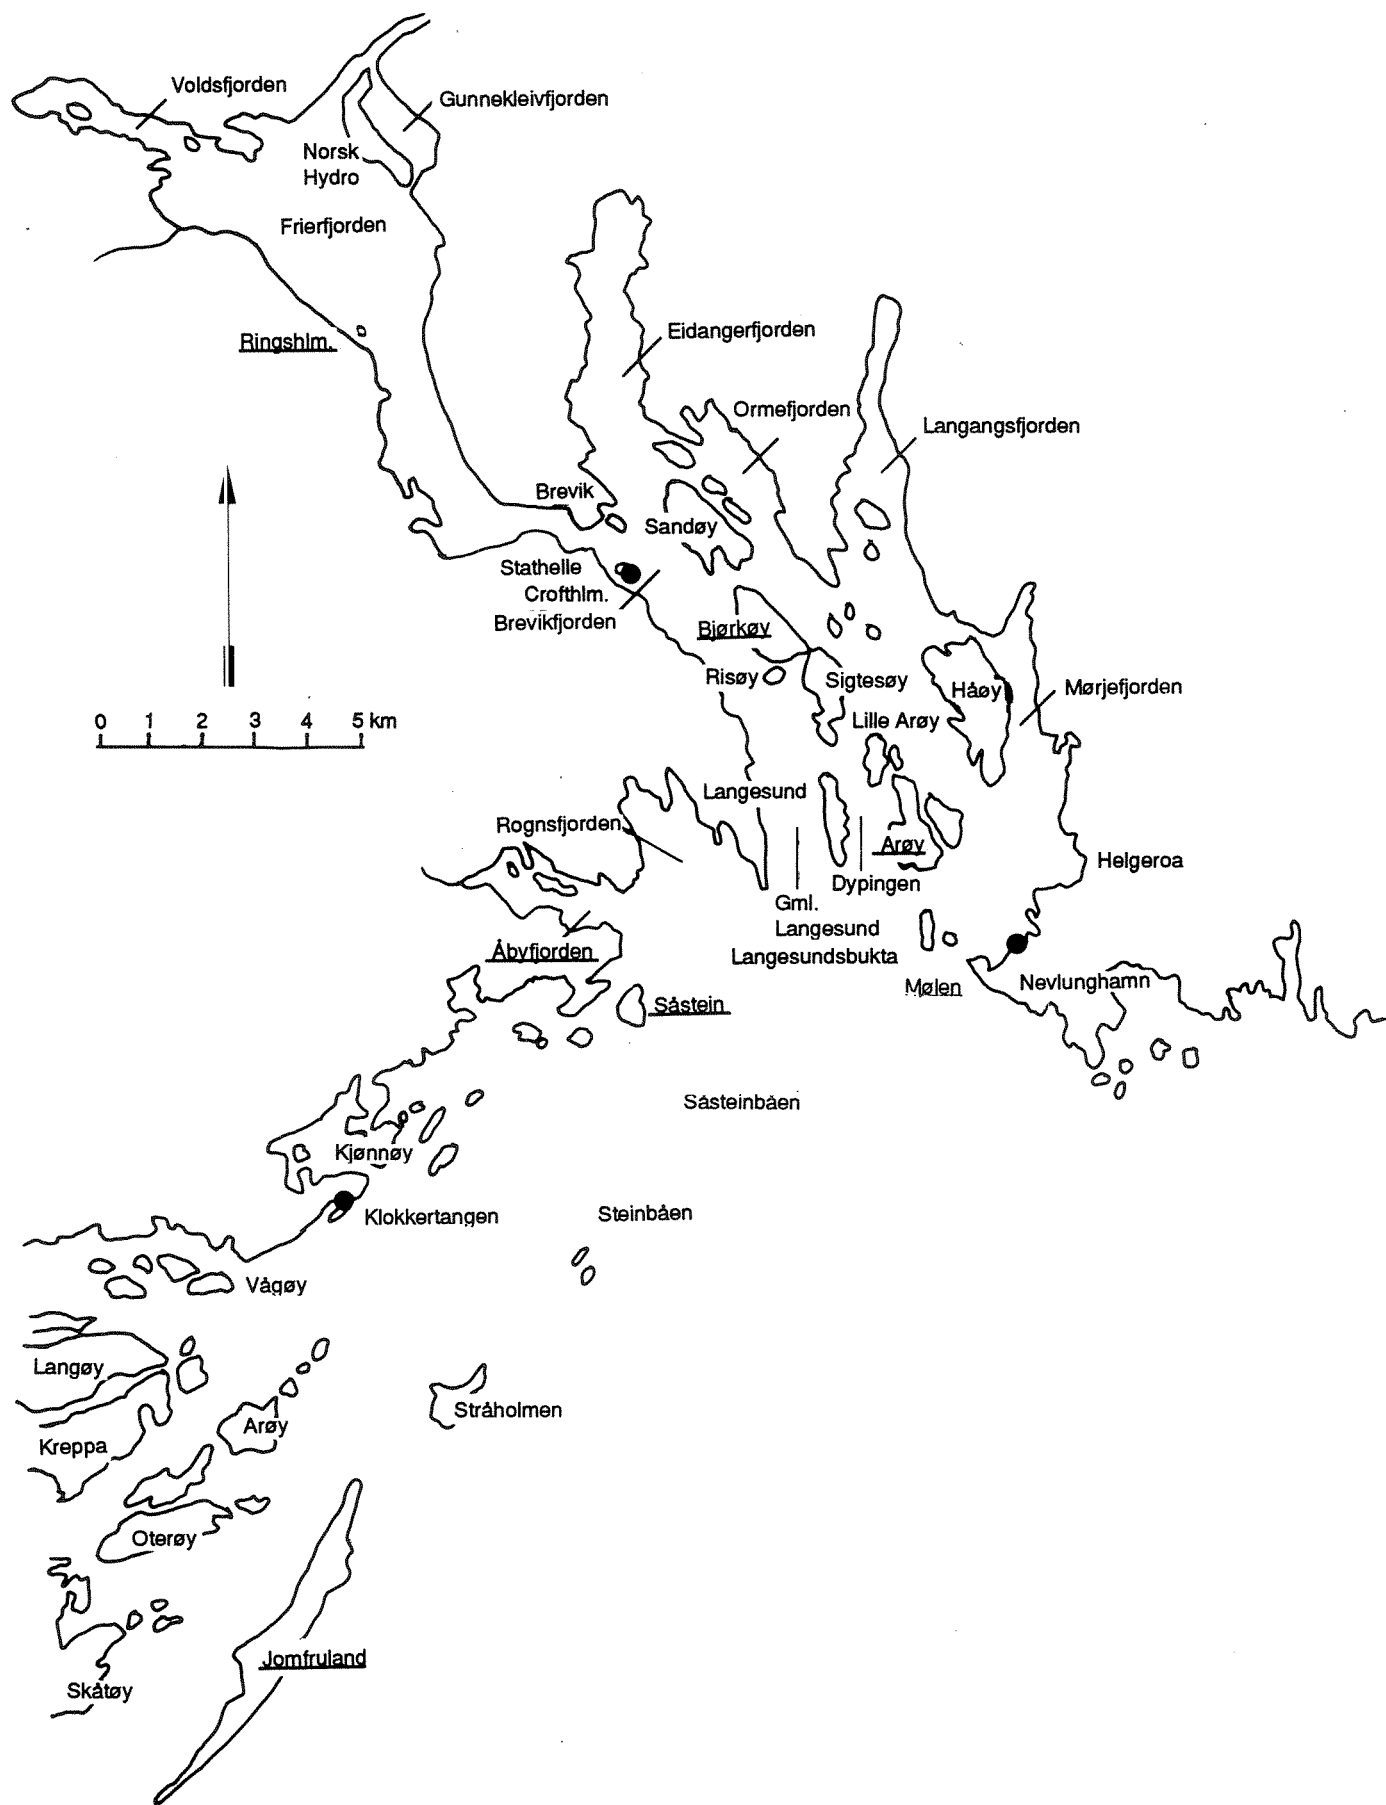 Voldsfjorden
Gunnekleivfjorden
Norsk
Hydro
Frierfjorden
Ringshlm.
Eidangerfjorden
Ormefjorden
Langangsfjorden
Brevik
Sandøy
Stathelle
Crofthlm.
Brevikfjorden
Bjørkøy
Risøy
Sigtesøy
Håøy
Mørjefjorden
Lille Arøy
0 1 2 3 4 5 km
Langesund
Rognsfjorden
Arøy
Helgeroa
Dypingen
Gml.
Langesund
Langesundsbukta
Åbyfjorden
Mølen
Nevlunghamn
Såstein
Såsteinbåen
Kjønnøy
Klokkertangen
Steinbåen
Vågøy
Langøy
Stråholmen
Arøy
Kreppa
Oterøy
Jomfruland
Skåtøy